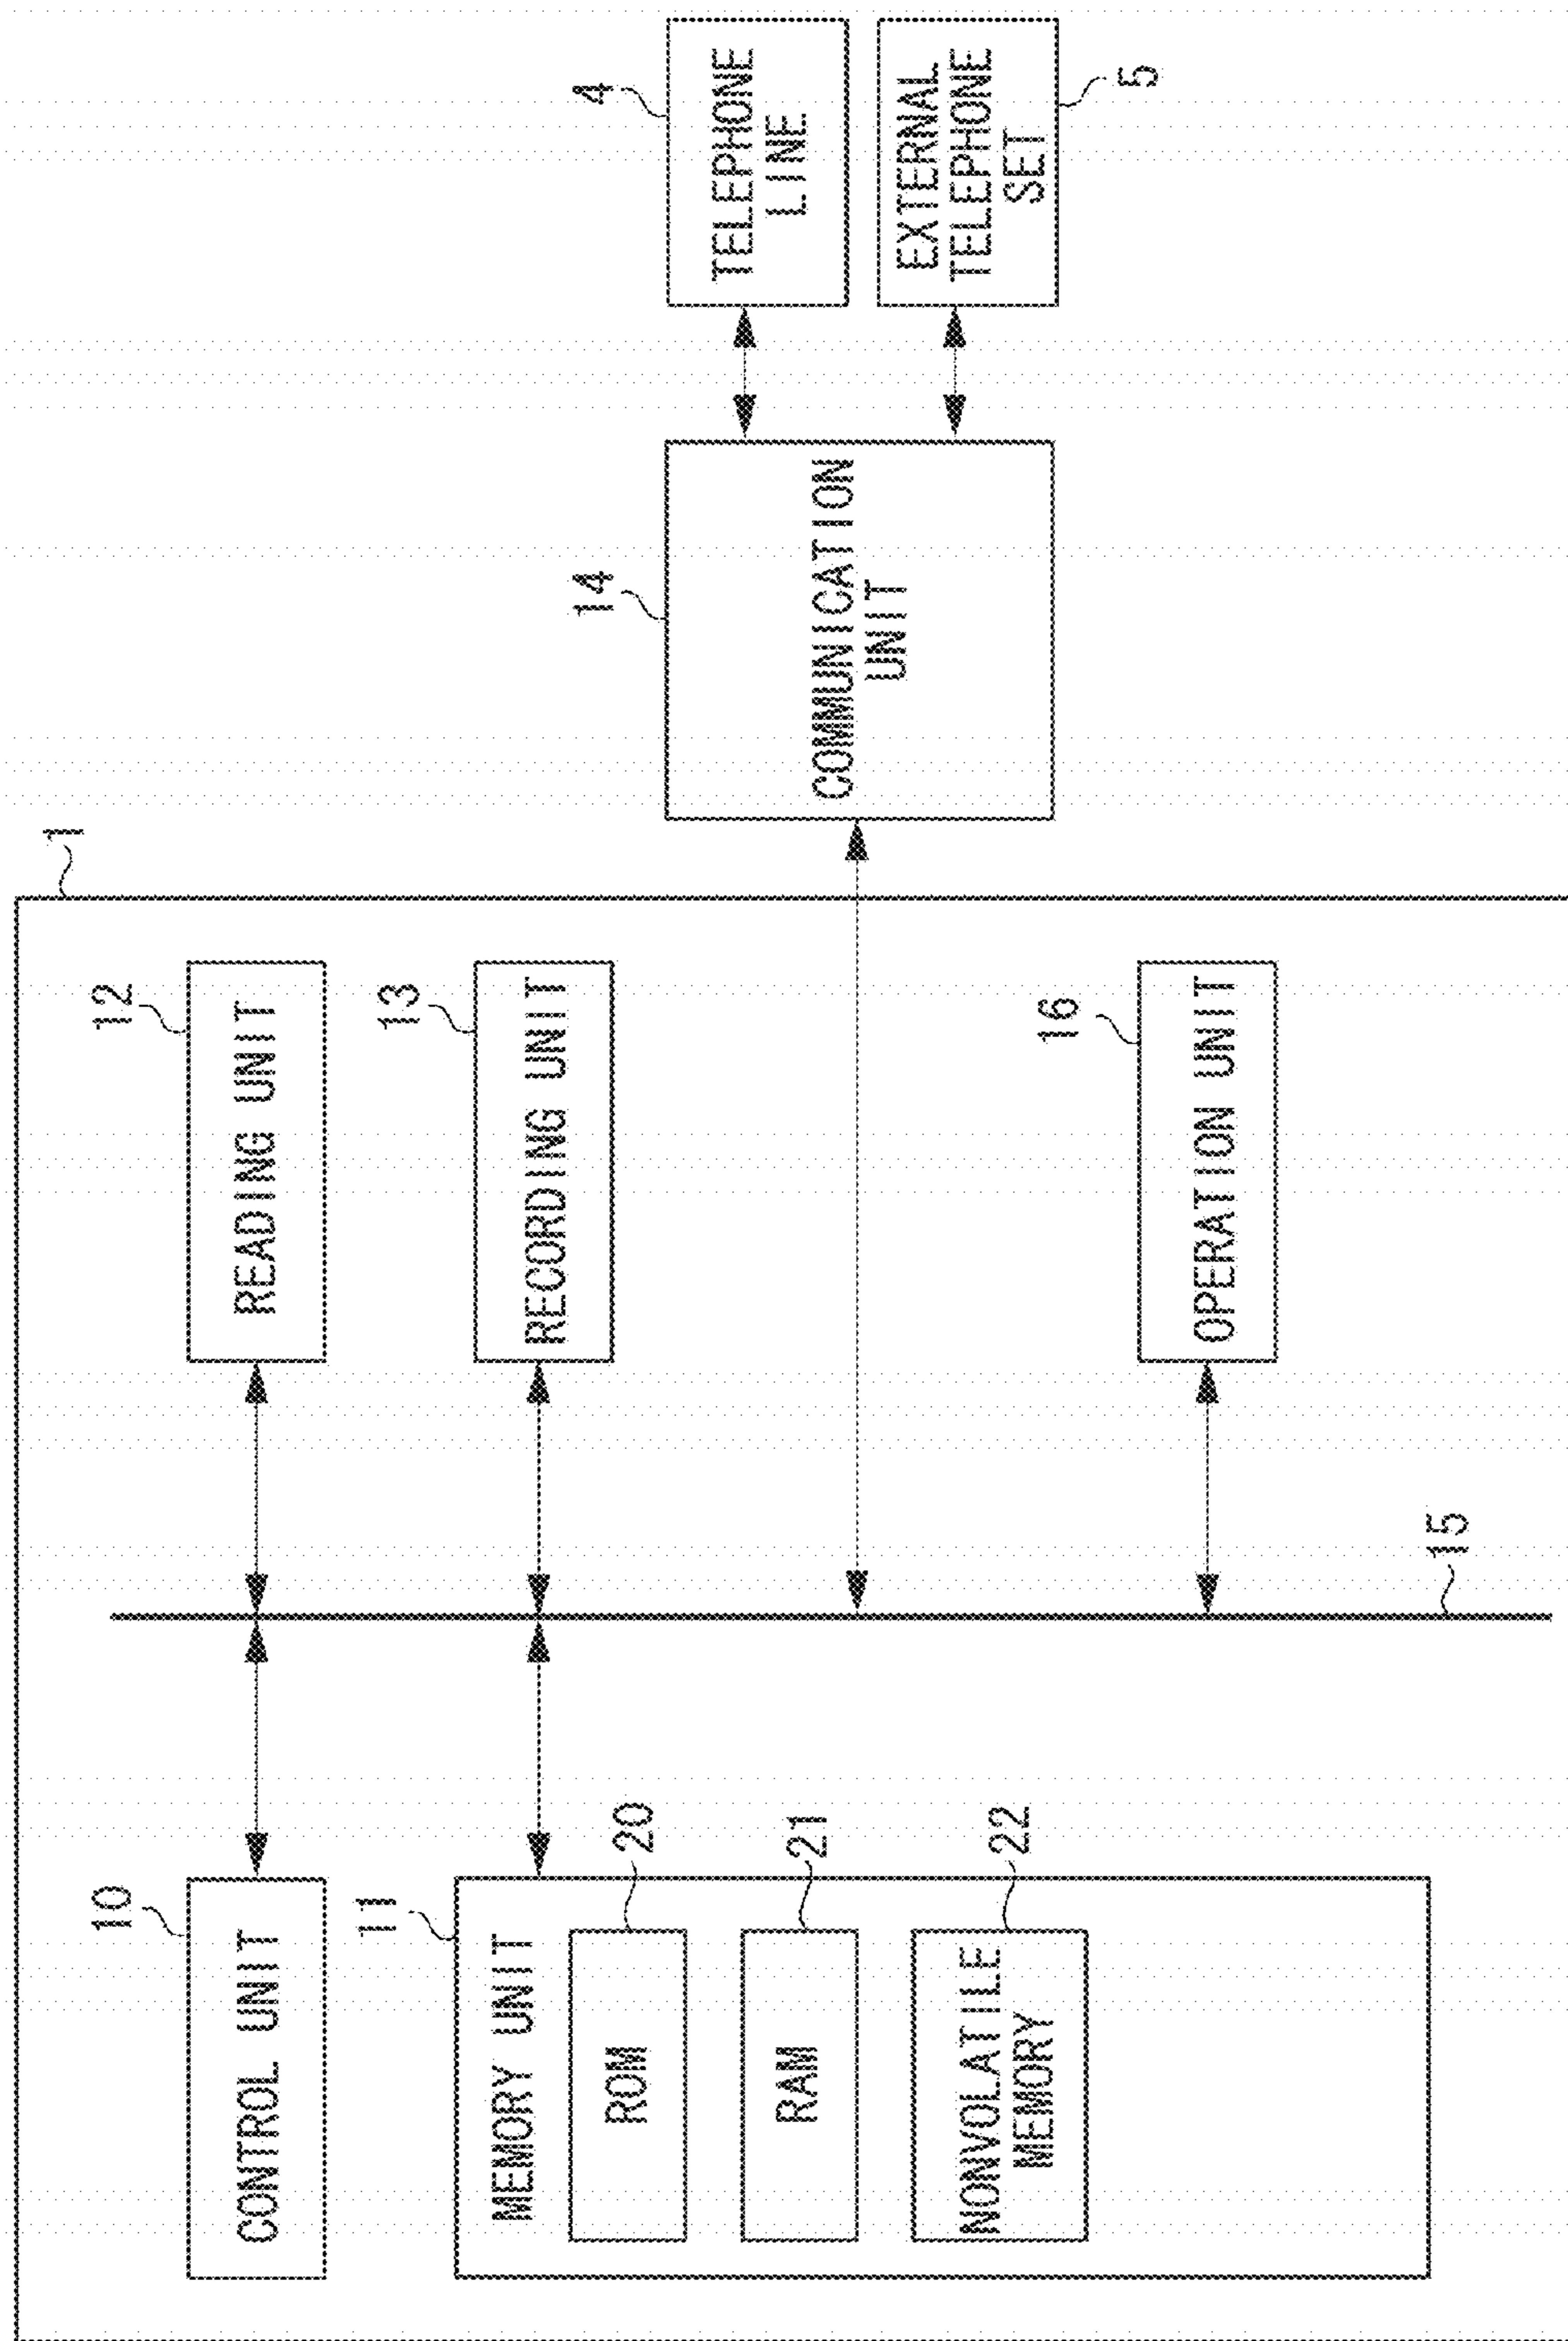 1
10
CONTROL UNIT
12
READING UNIT
11
MEMORY UNIT
20
ROM
21
RAM
22
NONVOLATILE
MEMORY
13
RECORDING UNIT
14
COMMUNICATION
UNIT
4
TELEPHONE
LINE
5
EXTERNAL
TELEPHONE
SET
16
OPERATION UNIT
15